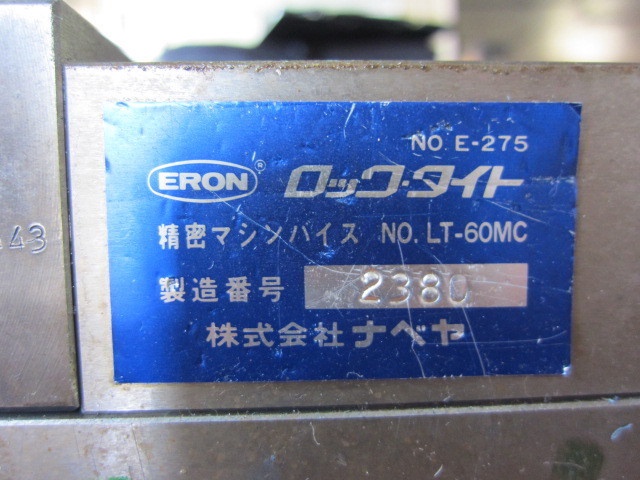 NO E-275
ERON® ロック・タイト
精密マシンバイス NO. LT-60MC
製造番号 2380
株式会社ナベヤ
43